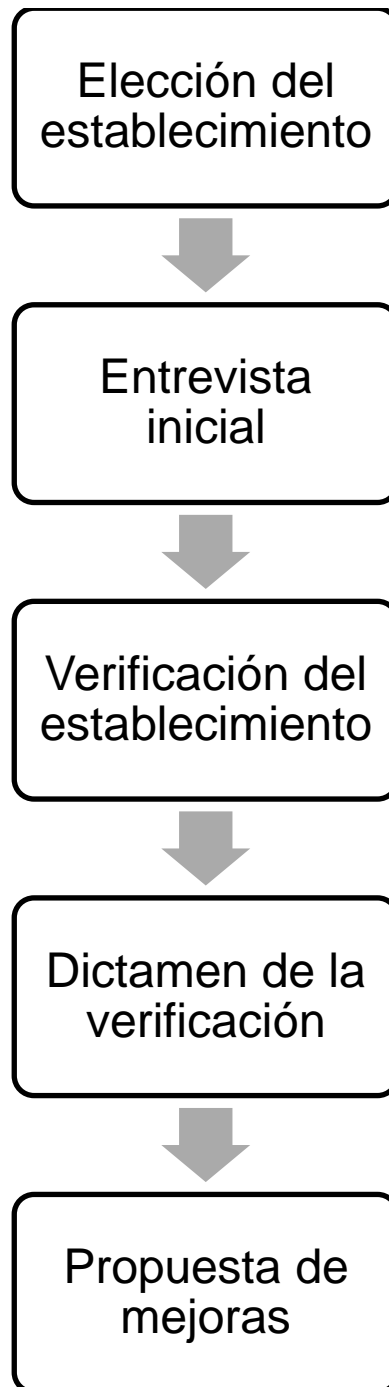 Elección del
establecimiento
Entrevista
inicial
Verificación del
establecimiento
Dictamen de la
verificación
Propuesta de
mejoras